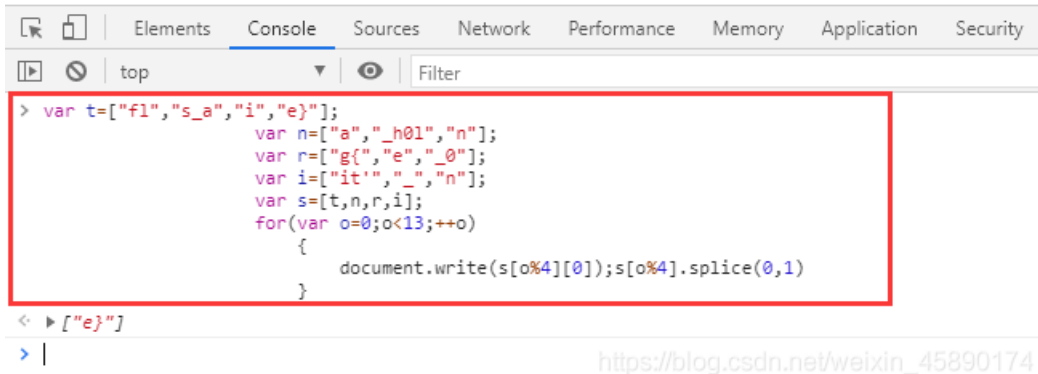 Elements Console Sources Network Performance Memory Application Security
top ▼ Filter
> var t=["fl","s_a","i","e}"];
var n=["a","_h0l","n"];
var r=["g{","e","_0"];
var i=["it'","_","n"];
var s=[t,n,r,i];
for(var o=0;o<13;++o)
{
document.write(s[o%4][0]);s[o%4].splice(0,1)
}
<· ▶ ["e}"]
>
https://blog.csdn.net/weixin_45890174